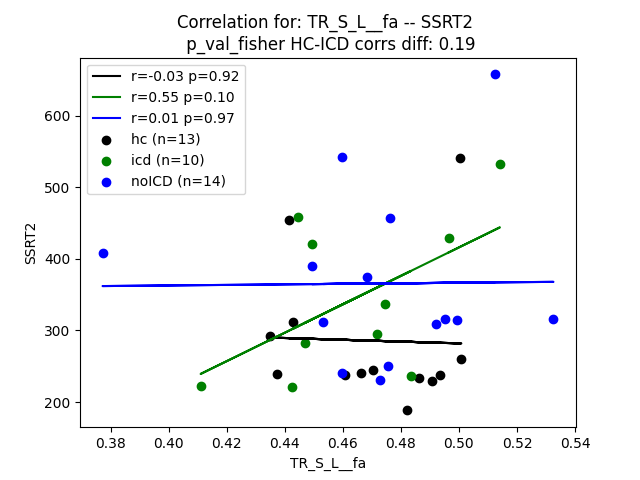 Correlation for: TR_S_L__fa -- SSRT2
p_val_fisher HC-ICD corrs diff: 0.19
r=-0.03 p=0.92
r=0.55 p=0.10
r=0.01 p=0.97
hc (n=13)
icd (n=10)
noICD (n=14)
600
500
400
300
200
SSRT2
0.38 0.40 0.42 0.44 0.46 0.48 0.50 0.52 0.54
TR_S_L__fa